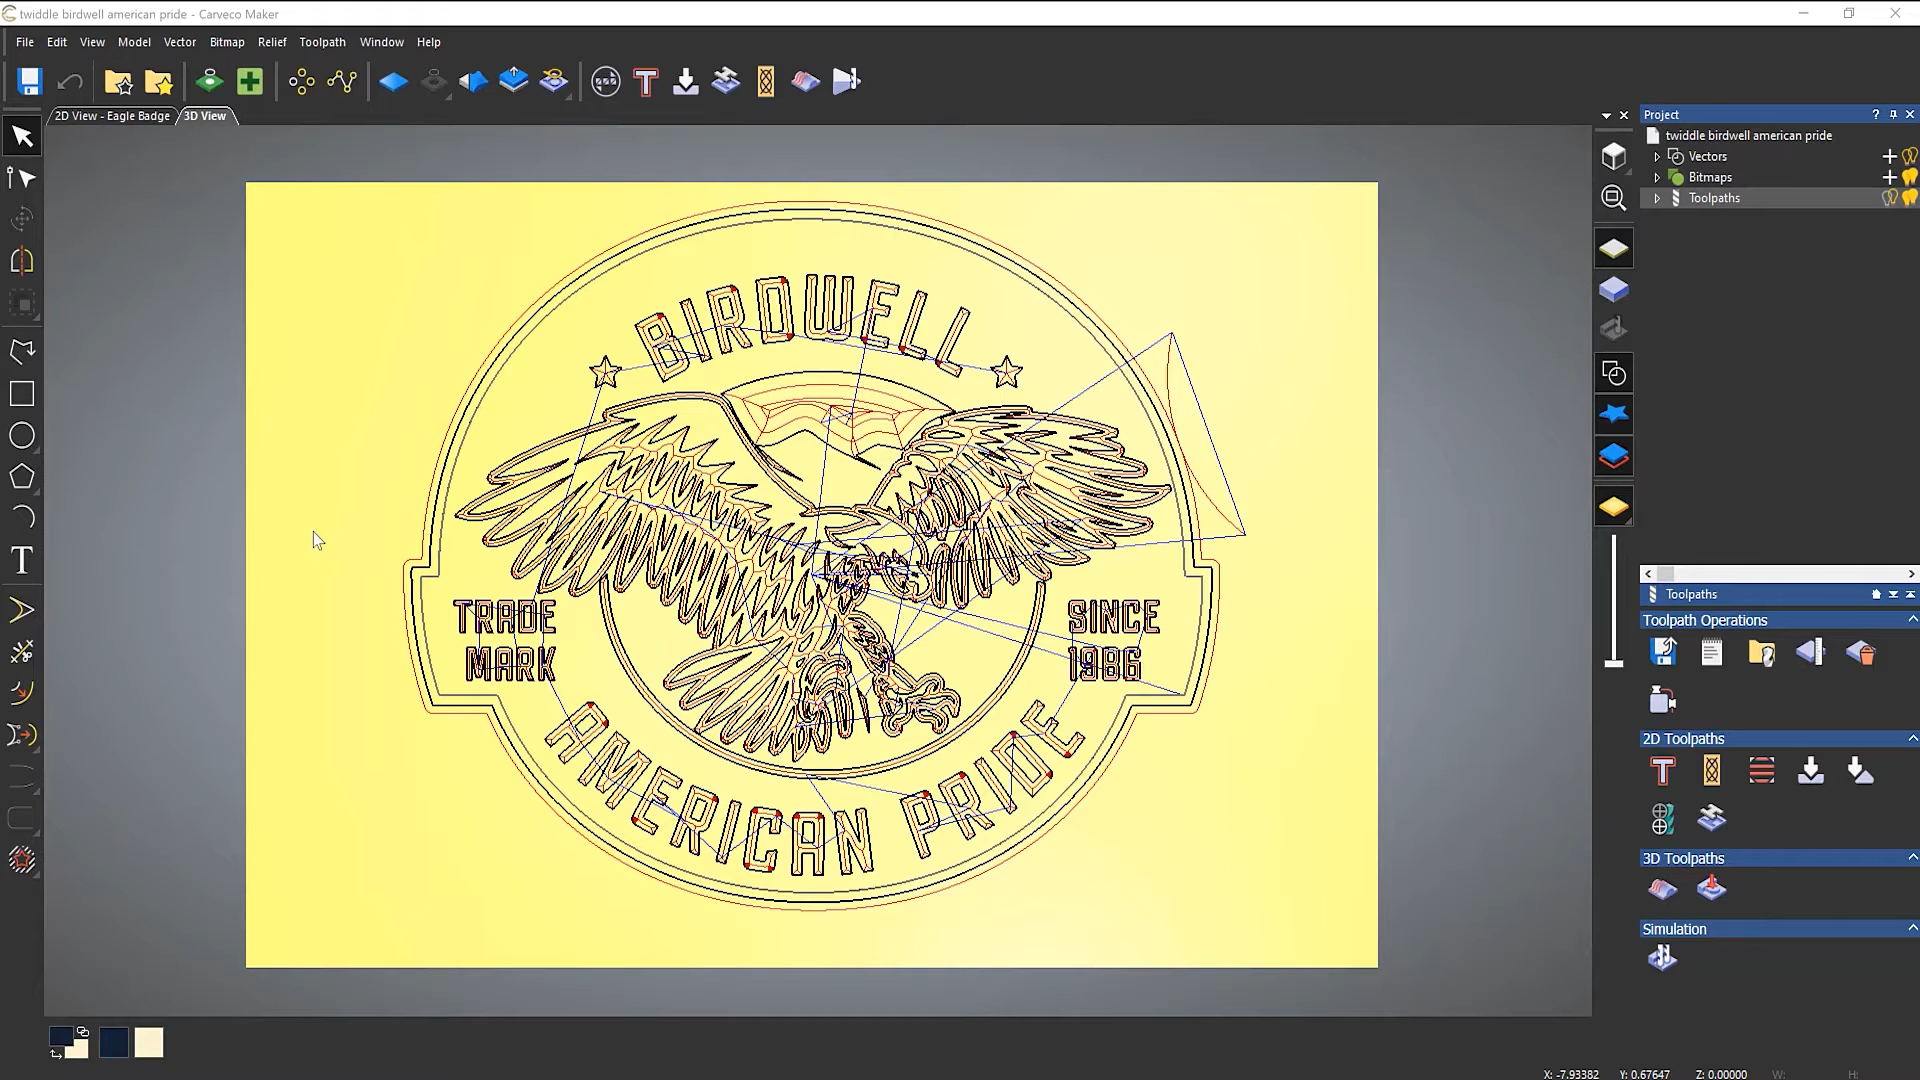 twiddle birdwell american pride - Carveco Maker
File Edit View Model Vector Bitmap Relief Toolpath Window Help
2D View - Eagle Badge 3D View
Project
twiddle birdwell american pride
Vectors
Bitmaps
Toolpaths
BIRDWELL
TRADE
MARK
SINCE
1986
AMERICAN PRIDE
Toolpaths
Toolpath Operations
2D Toolpaths
3D Toolpaths
Simulation
X: -7.93382 Y: 0.67647 Z: 0.00000 W: H: